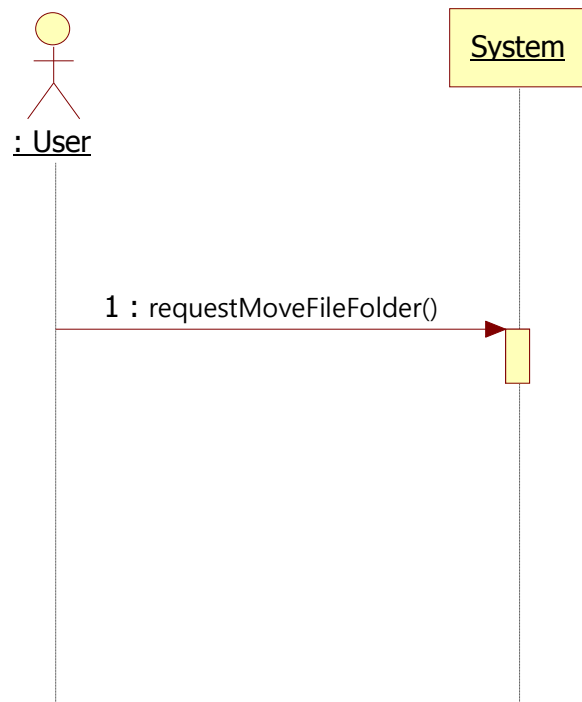 System
: User
1 : requestMoveFileFolder()